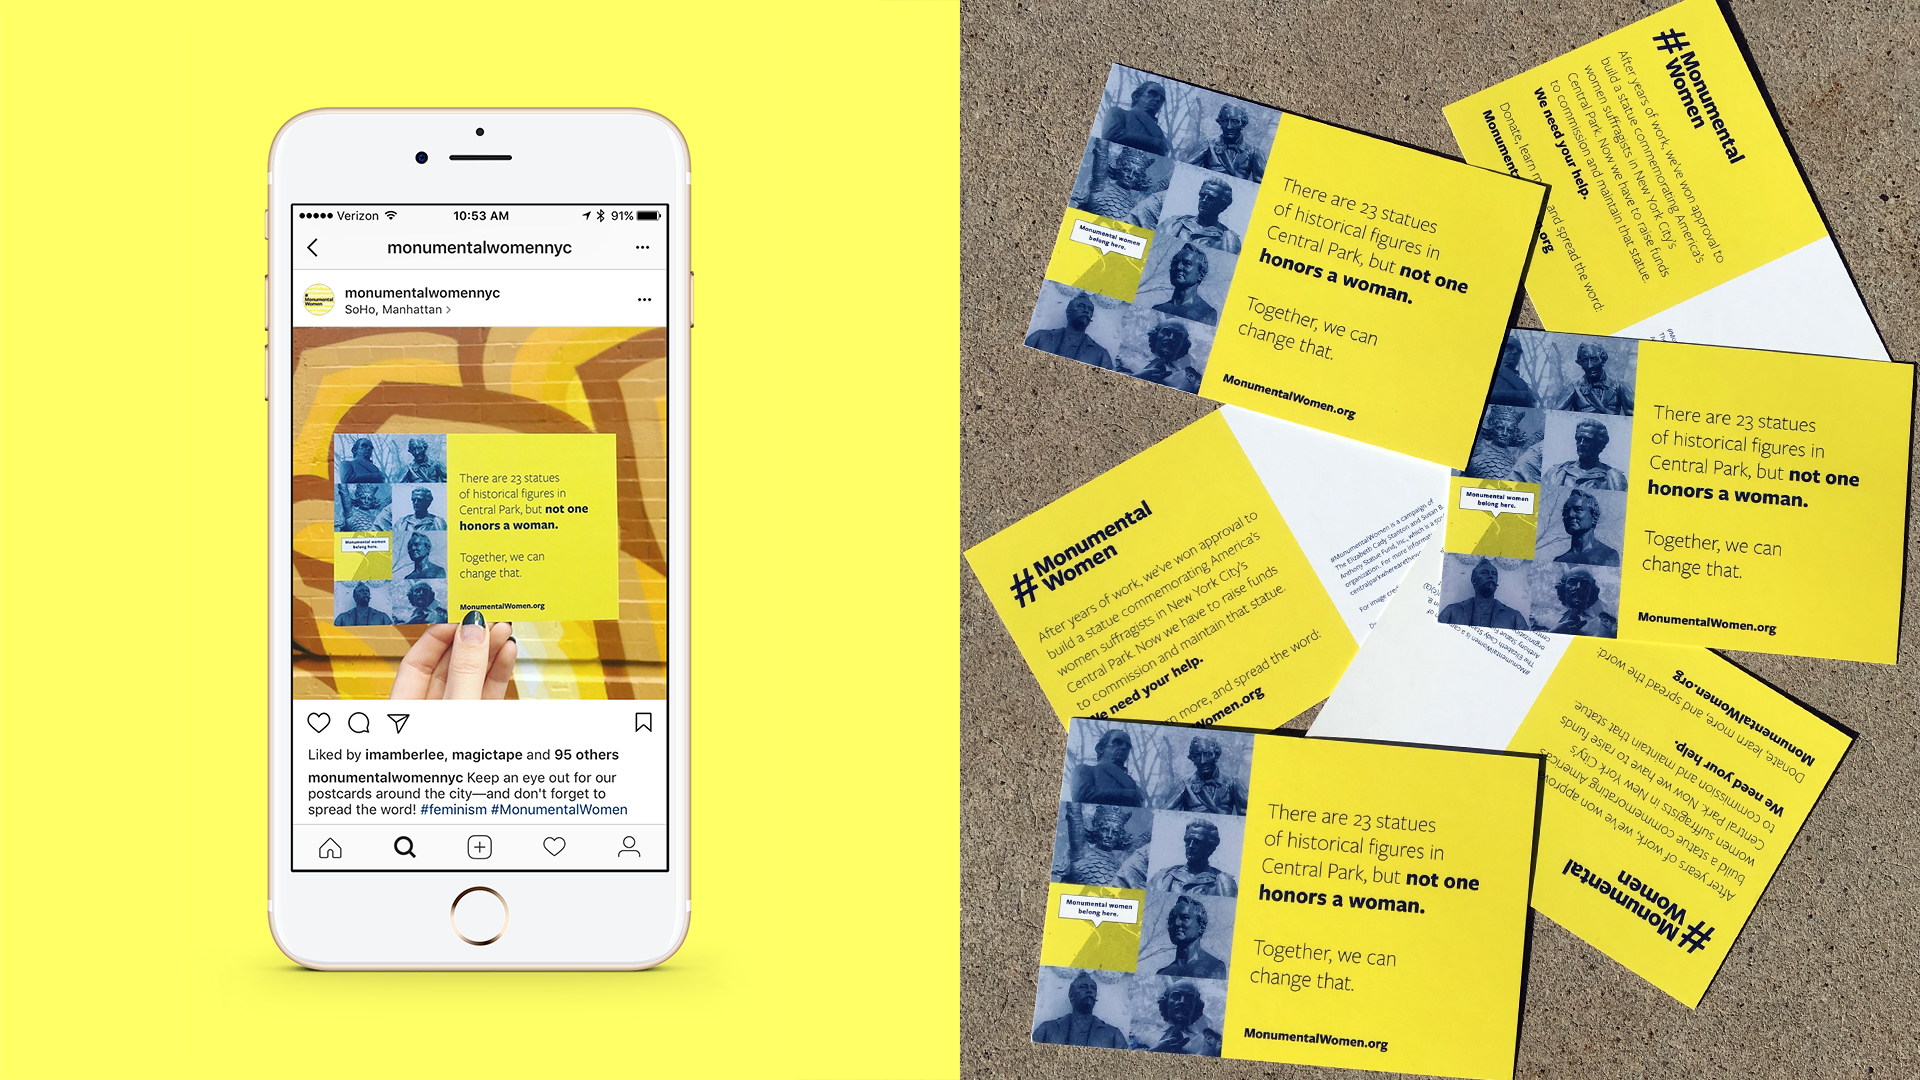 Verizon 10:53 AM 91%
monumentalwomennyc
#Monumental
Women
monumentalwomennyc
SoHo, Manhattan
There are 23 statues
of historical figures in
Central Park, but not one
honors a woman.
Together, we can
change that.
MonumentalWomen.org
Monumental women
belong here.
Liked by imamberlee, magictape and 95 others
monumentalwomennyc Keep an eye out for our
postcards around the city—and don't forget to
spread the word! #feminism #MonumentalWomen
Monumental women
belong here.
There are 23 statues
of historical figures in
Central Park, but not one
honors a woman.
Together, we can
change that.
MonumentalWomen.org
#Monumental
Women
After years of work, we've won approval to
build a statue commemorating America's
women suffragists in New York City's
Central Park. Now we have to raise funds
to commission and maintain that statue.
We need your help.
Donate, learn and spread the word:
Monument .org
Monumental women
belong here.
There are 23 statues
of historical figures in
Central Park, but not one
honors a woman.
Together, we can
change that.
MonumentalWomen.org
#Monumental
Women
After years of work, we've won approval to
build a statue commemorating America's
women suffragists in New York City's
Central Park. Now we have to raise funds
to commission and maintain that statue.
We need your help.
more, and spread the word:
Women.org
#MonumentalWomen is a campaign of
The Elizabeth Cady Stanton and Susan B.
Anthony Statue Fund, Inc., which is a
organization. For more
For image
Monumental women
belong here.
There are 23 statues
of historical figures in
Central Park, but not one
honors a woman.
Together, we can
change that.
MonumentalWomen.org
#Monumental
Women
After years of work, we've won
build a statue commemorating America's
women suffragists in New York City's
Central Park. Now we have to raise funds
to commission and maintain that statue.
We need your help.
Donate, learn more, and spread the word:
MonumentalWomen.org